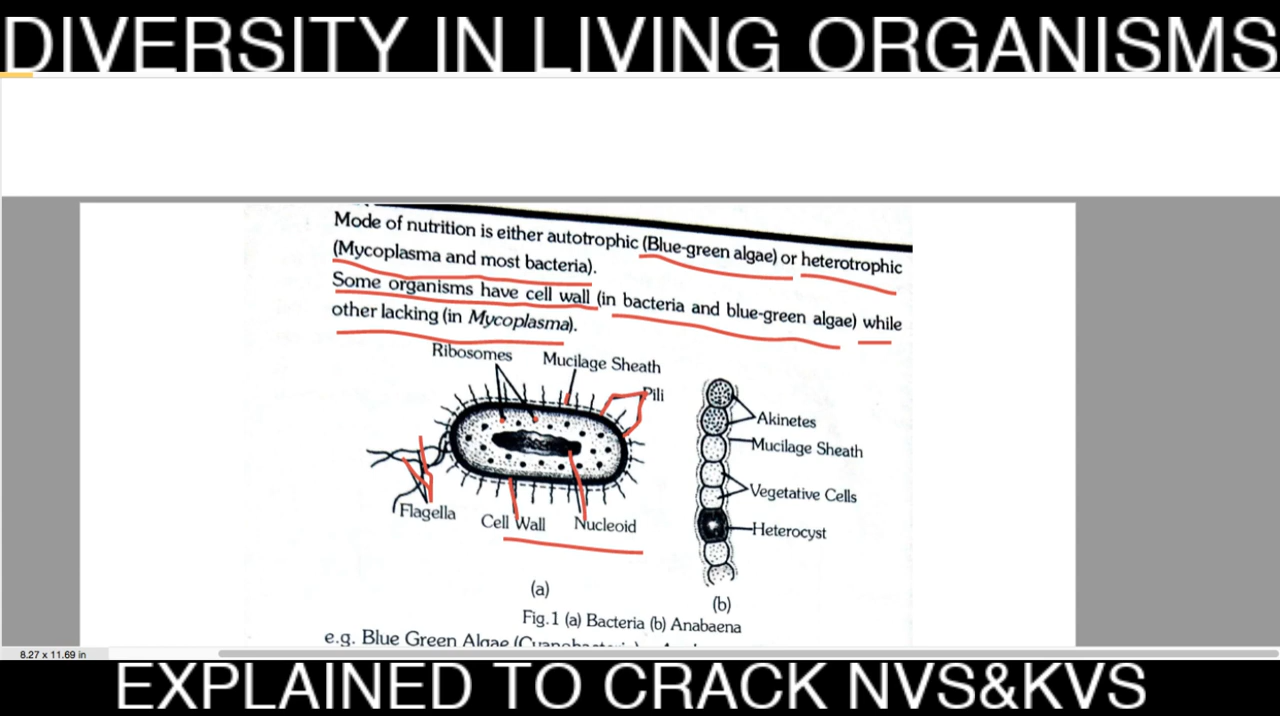 DIVERSITY IN LIVING ORGANISMS
Mode of nutrition is either autotrophic (Blue-green algae) or heterotrophic
(Mycoplasma and most bacteria).
Some organisms have cell wall (in bacteria and blue-green algae) while
other lacking (in Mycoplasma).
Ribosomes
Mucilage Sheath
Pili
Flagella
Cell Wall
Nucleoid
(a)
Akinetes
Mucilage Sheath
Vegetative Cells
Heterocyst
(b)
Fig.1 (a) Bacteria (b) Anabaena
e.g. Blue Green Algae
8.27 x 11.69 in
EXPLAINED TO CRACK NVS&KVS